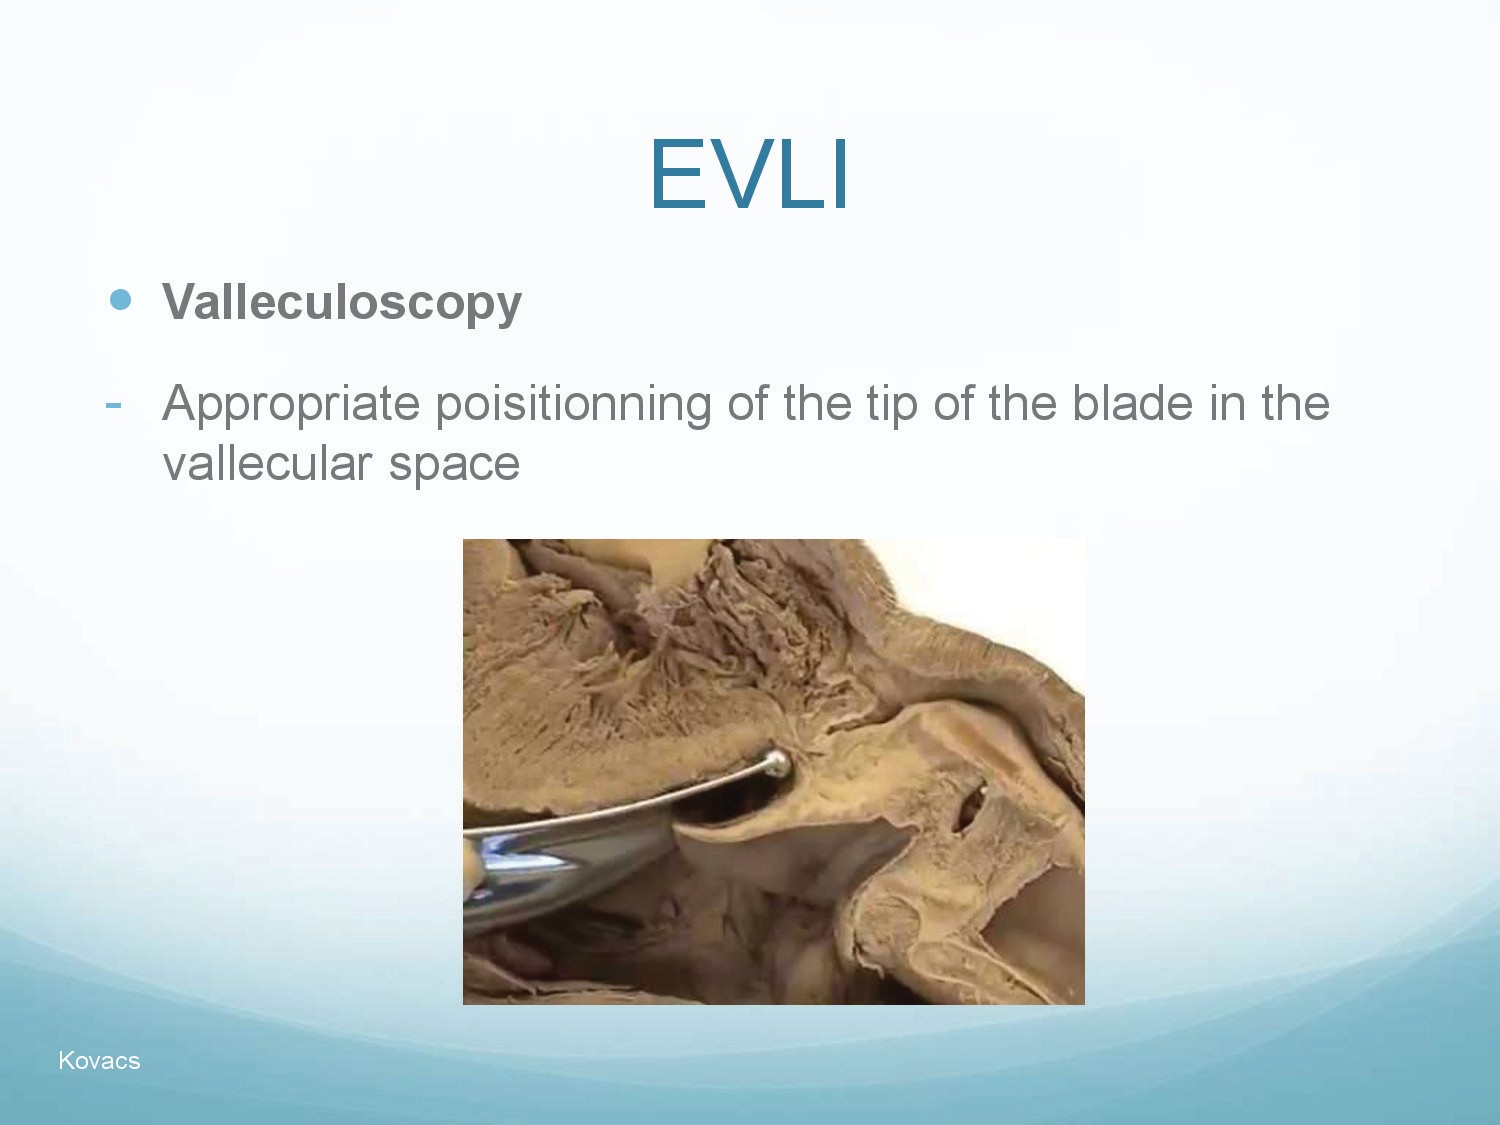 EVLI
• Valleculoscopy
- Appropriate poisitionning of the tip of the blade in the
vallecular space
Kovacs